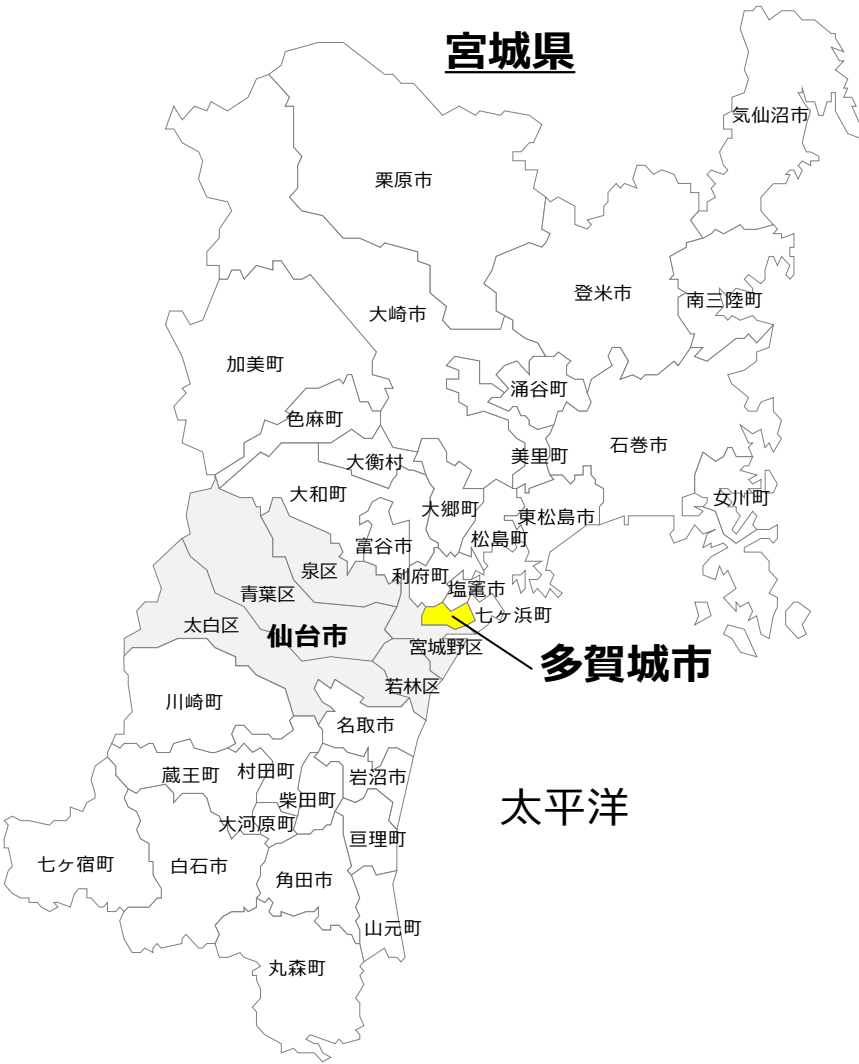 宮城県
気仙沼市
栗原市
登米市
南三陸町
大崎市
加美町
涌谷町
色麻町
石巻市
美里町
大衡村
大和町
女川町
大郷町
東松島市
松島町
富谷市
泉区
利府町
塩竈市
青葉区
七ヶ浜町
太白区
仙台市
宮城野区
多賀城市
若林区
川崎町
名取市
蔵王町
村田町
岩沼市
柴田町
太平洋
大河原町
亘理町
七ヶ宿町
白石市
角田市
山元町
丸森町